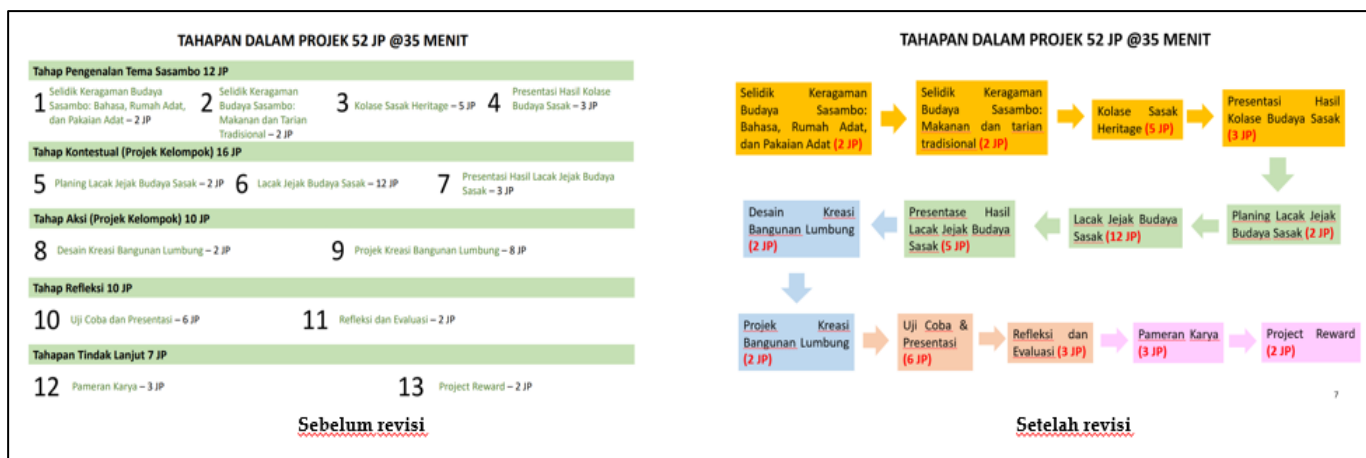 TAHAPAN DALAM PROJEK 52 JP @35 MENIT
Tahap Pengenalan Tema Sasambo 12 JP
1
Selidik Keragaman Budaya
Sasambo: Bahasa, Rumah Adat,
dan Pakaian Adat – 2 JP
2
Selidik Keragaman
Budaya Sasambo:
Makanan dan Tarian
Tradisional – 2 JP
3 Kolase Sasak Heritage – 5 JP
4
Presentasi Hasil Kolase
Budaya Sasak – 3 JP
Tahap Kontestual (Projek Kelompok) 16 JP
5 Planing Lacak Jejak Budaya Sasak – 2 JP
6 Lacak Jejak Budaya Sasak – 12 JP
7
Presentasi Hasil Lacak Jejak Budaya
Sasak – 3 JP
Tahap Aksi (Projek Kelompok) 10 JP
8 Desain Kreasi Bangunan Lumbung – 2 JP
9 Projek Kreasi Bangunan Lumbung – 8 JP
Tahap Refleksi 10 JP
10 Uji Coba dan Presentasi – 6 JP
11 Refleksi dan Evaluasi – 2 JP
Tahapan Tindak Lanjut 7 JP
12 Pameran Karya – 3 JP
13 Project Reward – 2 JP
Sebelum revisi
TAHAPAN DALAM PROJEK 52 JP @35 MENIT
Selidik Keragaman
Budaya Sasambo:
Bahasa, Rumah Adat,
dan Pakaian Adat (2 JP)
Selidik Keragaman
Budaya Sasambo:
Makanan dan tarian
tradisional (2 JP)
Kolase Sasak
Heritage (5 JP)
Presentasi Hasil
Kolase Budaya Sasak
(3 JP)
Planing Lacak Jejak
Budaya Sasak (2 JP)
Lacak Jejak Budaya
Sasak (12 JP)
Presentase Hasil
Lacak Jejak Budaya
Sasak (5 JP)
Desain Kreasi
Bangunan Lumbung
(2 JP)
Projek Kreasi
Bangunan Lumbung
(2 JP)
Uji Coba &
Presentasi
(6 JP)
Refleksi dan
Evaluasi (3 JP)
Pameran Karya
(3 JP)
Project Reward
(2 JP)
7
Setelah revisi